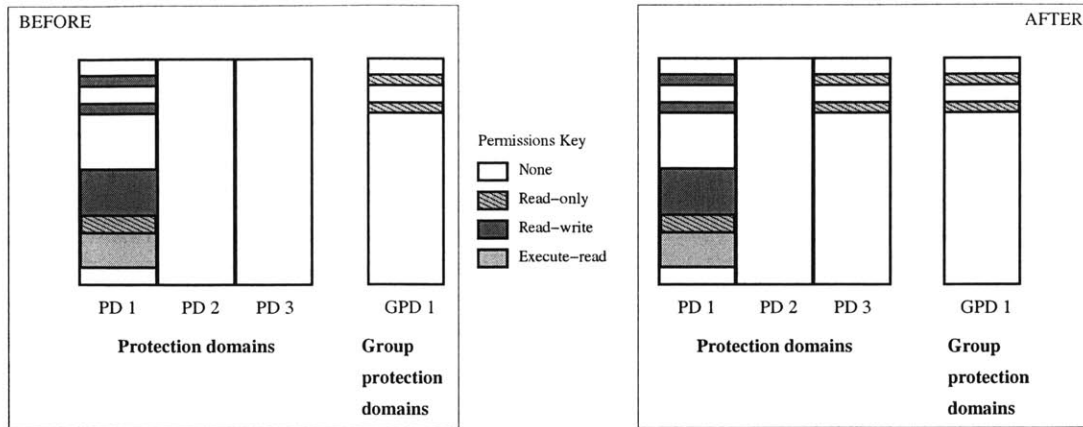 BEFORE
PD 1
PD 2
PD 3
GPD 1
Protection domains
Group
protection
domains
Permissions Key
None
Read-only
Read-write
Execute-read
AFTER
PD 1
PD 2
PD 3
GPD 1
Protection domains
Group
protection
domains